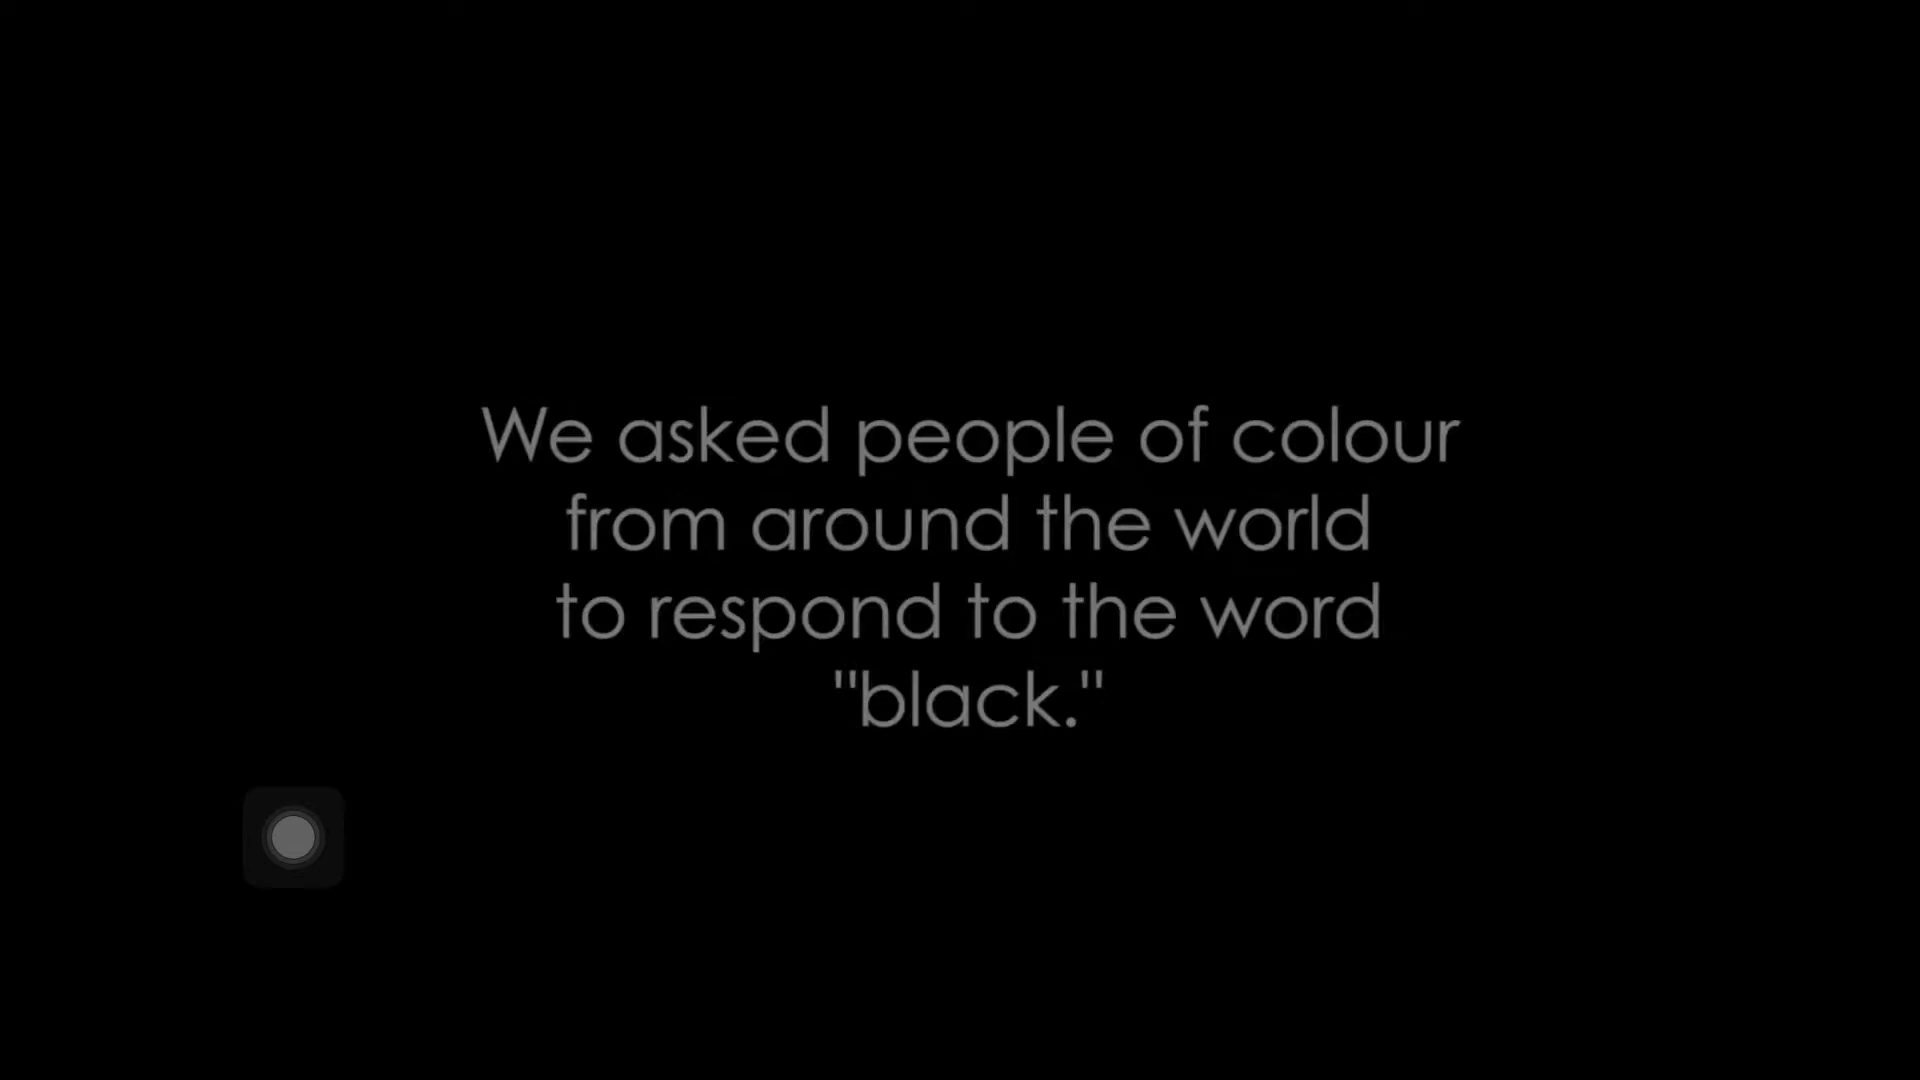 We asked people of colour
from around the world
to respond to the word
"black."